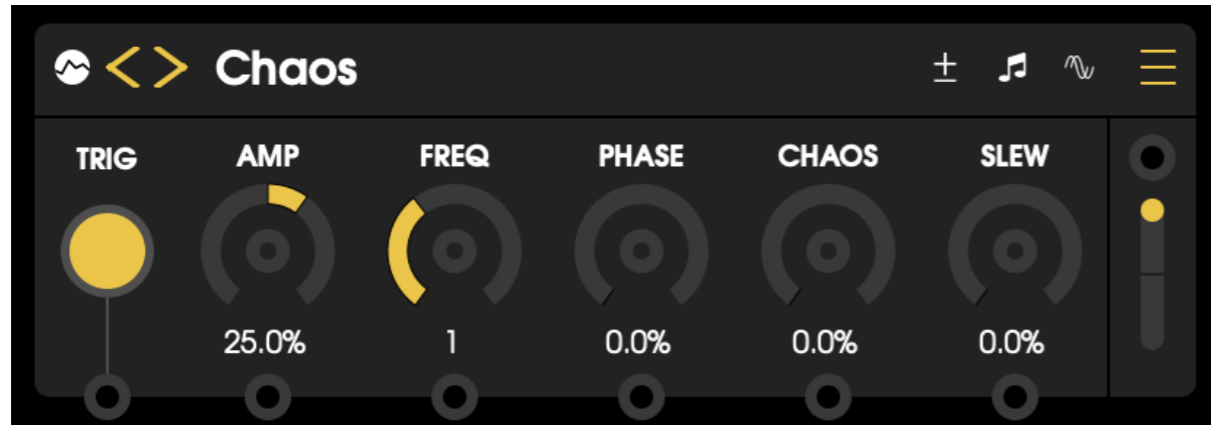 Chaos
TRIG AMP FREQ PHASE CHAOS SLEW
25.0% 1 0.0% 0.0% 0.0%